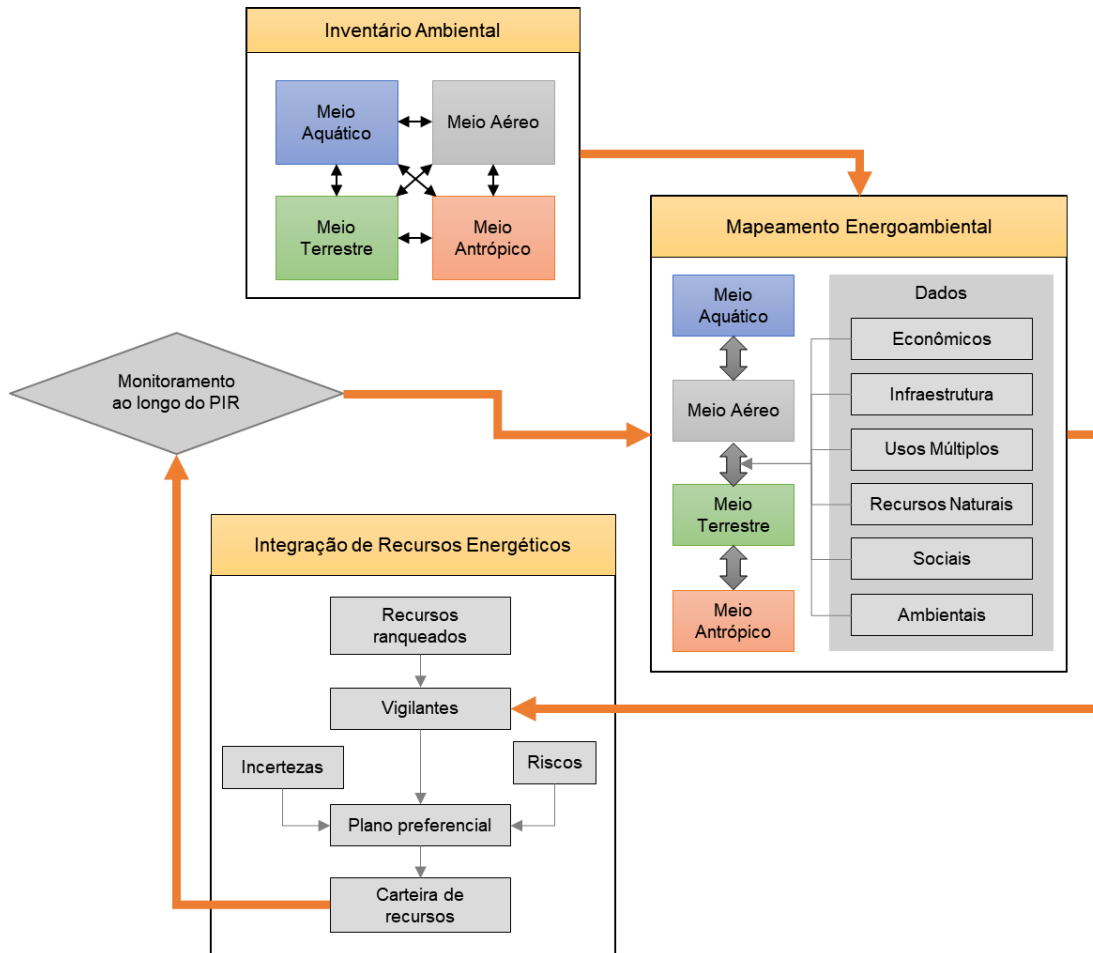 Inventário Ambiental
Meio
Aquático
Meio Aéreo
Meio
Terrestre
Meio
Antrópico
Mapeamento Energoambiental
Meio
Aquático
Meio Aéreo
Meio
Terrestre
Meio
Antrópico
Dados
Econômicos
Infraestrutura
Usos Múltiplos
Recursos Naturais
Sociais
Ambientais
Monitoramento
ao longo do PIR
Integração de Recursos Energéticos
Recursos
ranqueados
Vigilantes
Incertezas
Riscos
Plano preferencial
Carteira de
recursos